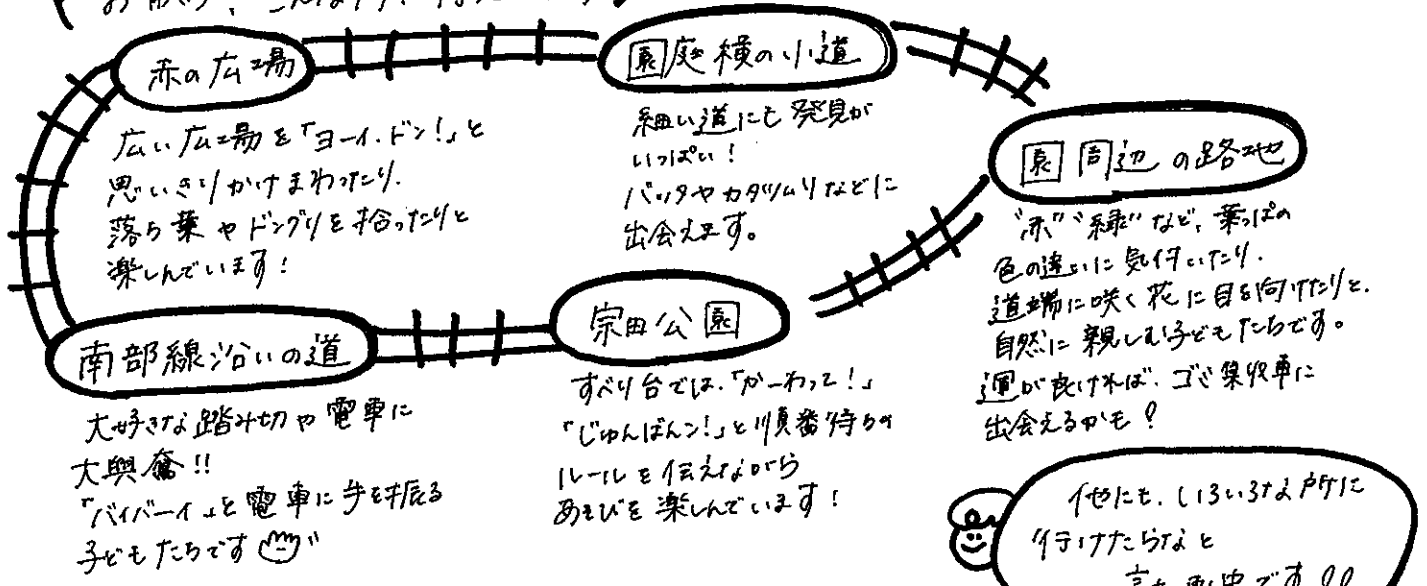 赤の広場
広い広場を「ヨーイ、ドン!」と
思いきりかけまわったり、
落ち葉やドングリを拾ったりと
楽しんでいます!
園庭横の小道
細い道にも発見が
いっぱい!
バッタやカタツムリなどに
出会えます。
園周辺の路地
"赤""緑"など、葉っぱの
色の違いに気付いたり、
道端に咲く花に目を向けたりと、
自然に親しむ子どもたちです。
運が良ければ、ゴミ収集車に
出会えるかも?
南部線沿いの道
大好きな踏み切や電車に
大興奮!!
「バイバーイ」と電車に手を振る
子どもたちです
宗田公園
すべり台では、「かーわって!」
「じゅんばんこ!」と順番待ちの
ルールを伝えながら
あそびを楽しんでいます!
他にも、いろいろな所に
行けたらなと
計画中です!!